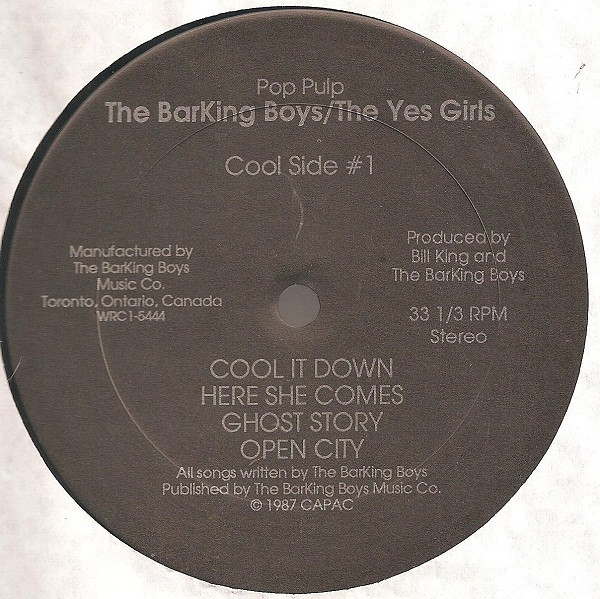 Pop Pulp
The BarKing Boys/The Yes Girls
Cool Side #1
Manufactured by
The BarKing Boys
Music Co.
Toronto, Ontario, Canada
WRC1-5444
Produced by
Bill King and
The BarKing Boys
33 1/3 RPM
Stereo
COOL IT DOWN
HERE SHE COMES
GHOST STORY
OPEN CITY
All songs written by The BarKing Boys
Published by The BarKing Boys Music Co.
© 1987 CAPAC